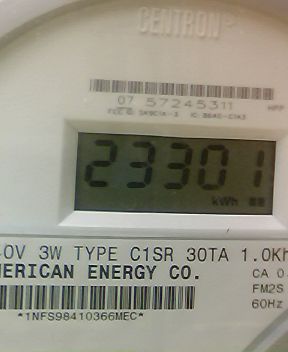 CENTRON
07 57245311
23301
kWh
40V 3W TYPE C1SR 30TA 1.0Kh
MERICAN ENERGY CO.
CA 0.
FM2S
60Hz
*1NFS98410366MEC*